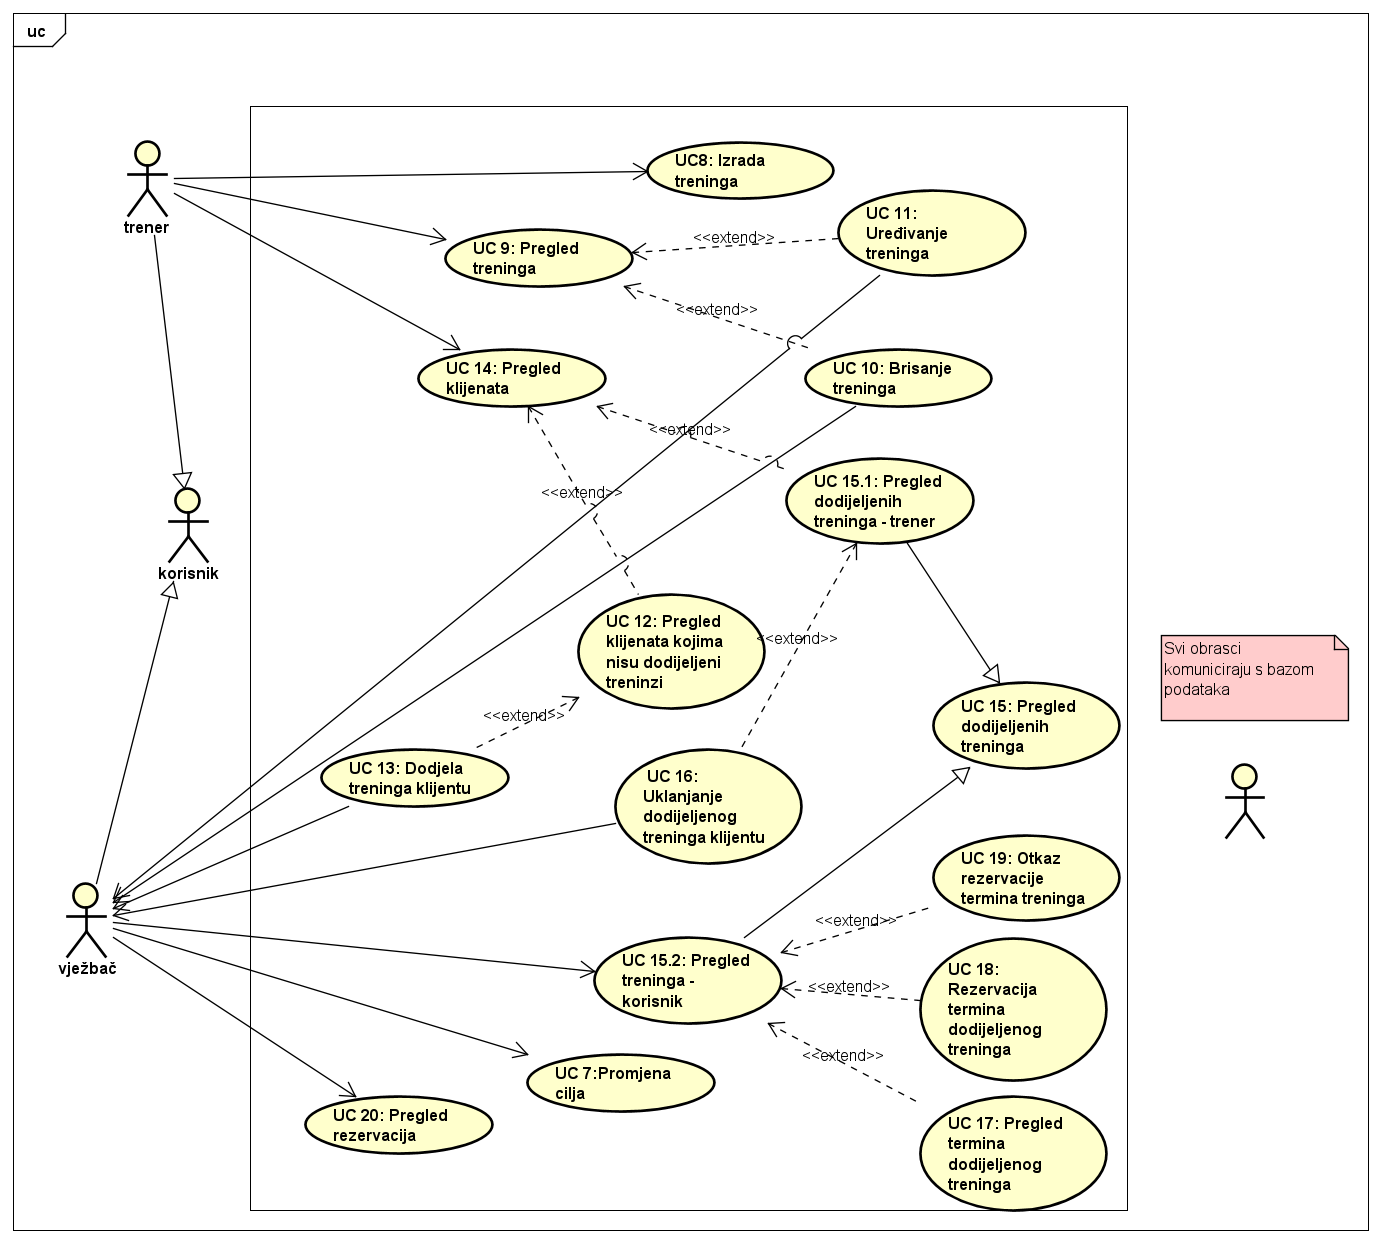 uc
trener
UC8: Izrada
treninga
UC 11:
Uređivanje
treninga
<<extend>>
UC 9: Pregled
treninga
<<extend>>
UC 14: Pregled
klijenata
UC 10: Brisanje
treninga
<<extend>>
UC 15.1: Pregled
dodijeljenih
treninga - trener
<<extend>>
korisnik
UC 12: Pregled
klijenata kojima
nisu dodijeljeni
treninzi
<<extend>>
Svi obrasci
komuniciraju s bazom
podataka
UC 15: Pregled
dodijeljenih
treninga
<<extend>>
UC 13: Dodjela
treninga klijentu
UC 16:
Uklanjanje
dodijeljenog
treninga klijentu
UC 19: Otkaz
rezervacije
termina treninga
<<extend>>
vježbač
UC 15.2: Pregled
treninga -
korisnik
<<extend>>
UC 18:
Rezervacija
termina
dodijeljenog
treninga
<<extend>>
UC 7:Promjena
cilja
UC 20: Pregled
rezervacija
UC 17: Pregled
termina
dodijeljenog
treninga